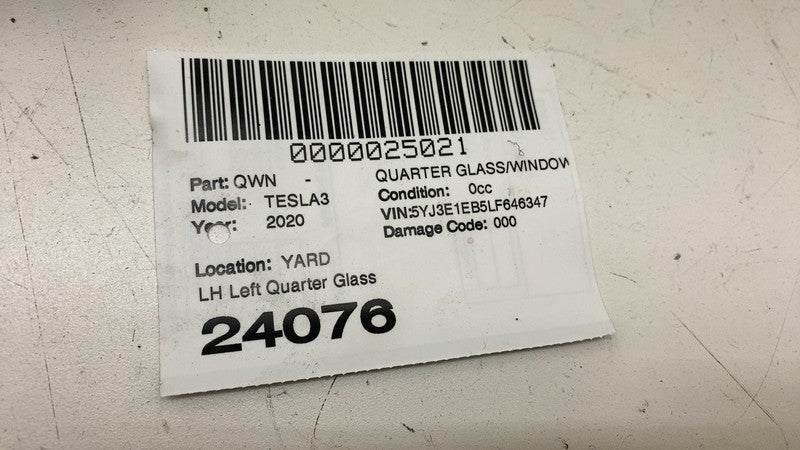 0000025021
Part: QWN - QUARTER GLASS/WINDOW
Model: TESLA3 Condition: 0cc
Year: 2020 VIN:5YJ3E1EB5LF646347
Damage Code: 000
Location: YARD
LH Left Quarter Glass
24076